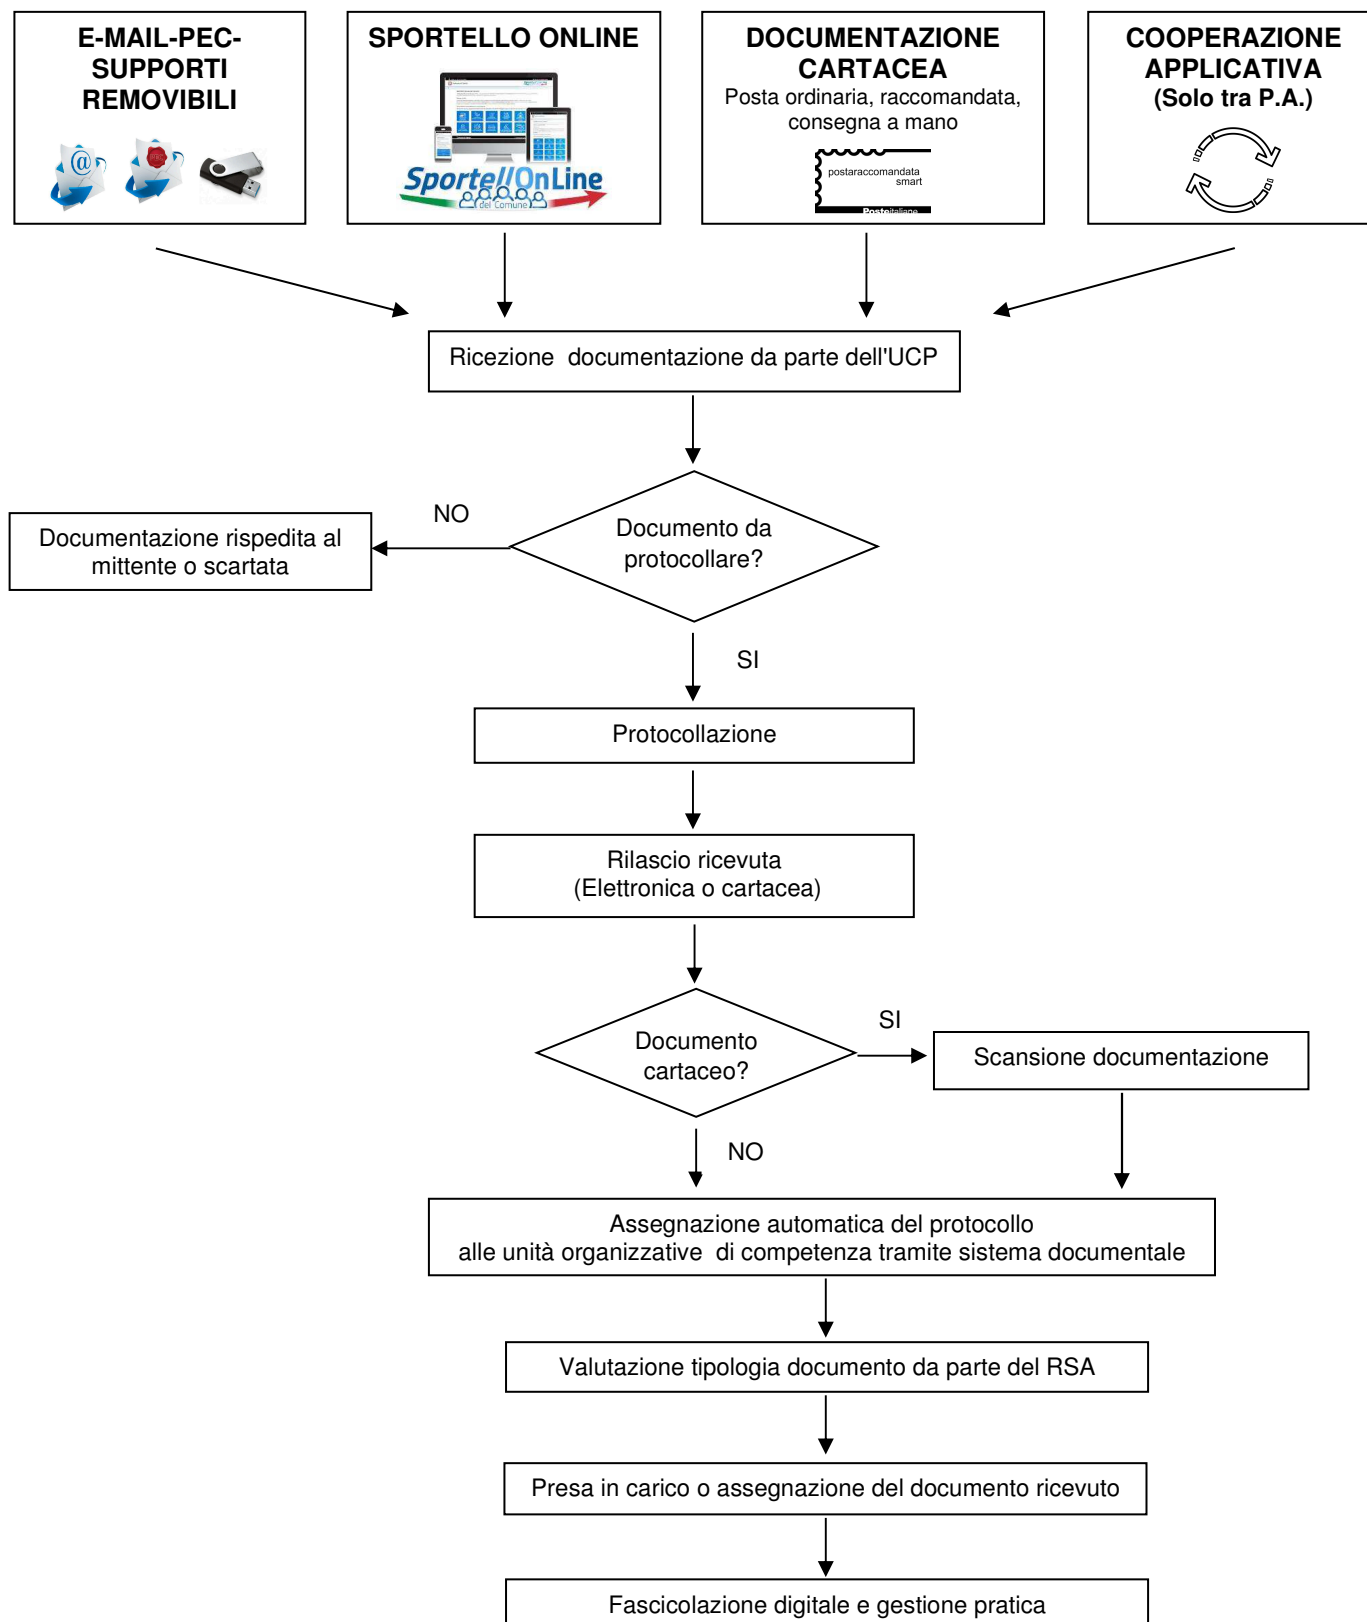 E-MAIL-PEC-
SUPPORTI
REMOVIBILI
@
SPORTELLO ONLINE
SportellOnLine
del Comune
DOCUMENTAZIONE
CARTACEA
Posta ordinaria, raccomandata,
consegna a mano
postaraccomandata
smart
Posteitaliane
COOPERAZIONE
APPLICATIVA
(Solo tra P.A.)
Ricezione documentazione da parte dell'UCP
NO
Documentazione rispedita al
mittente o scartata
Documento da
protocollare?
SI
Protocollazione
Rilascio ricevuta
(Elettronica o cartacea)
Documento
cartaceo?
SI
Scansione documentazione
NO
Assegnazione automatica del protocollo
alle unità organizzative di competenza tramite sistema documentale
Valutazione tipologia documento da parte del RSA
Presa in carico o assegnazione del documento ricevuto
Fascicolazione digitale e gestione pratica